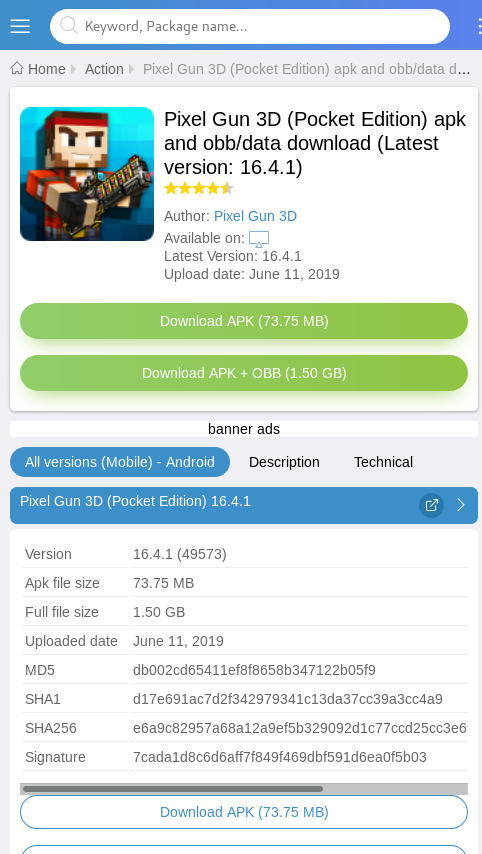 Keyword, Package name...
Home Action Pixel Gun 3D (Pocket Edition) apk and obb/data d...
Pixel Gun 3D (Pocket Edition) apk
and obb/data download (Latest
version: 16.4.1)
Author: Pixel Gun 3D
Available on:
Latest Version: 16.4.1
Upload date: June 11, 2019
Download APK (73.75 MB)
Download APK + OBB (1.50 GB)
banner ads
All versions (Mobile) - Android Description Technical
Pixel Gun 3D (Pocket Edition) 16.4.1
Version 16.4.1 (49573)
Apk file size 73.75 MB
Full file size 1.50 GB
Uploaded date June 11, 2019
MD5 db002cd65411ef8f8658b347122b05f9
SHA1 d17e691ac7d2f342979341c13da37cc39a3cc4a9
SHA256 e6a9c82957a68a12a9ef5b329092d1c77ccd25cc3e6
Signature 7cada1d8c6d6aff7f849f469dbf591d6ea0f5b03
Download APK (73.75 MB)